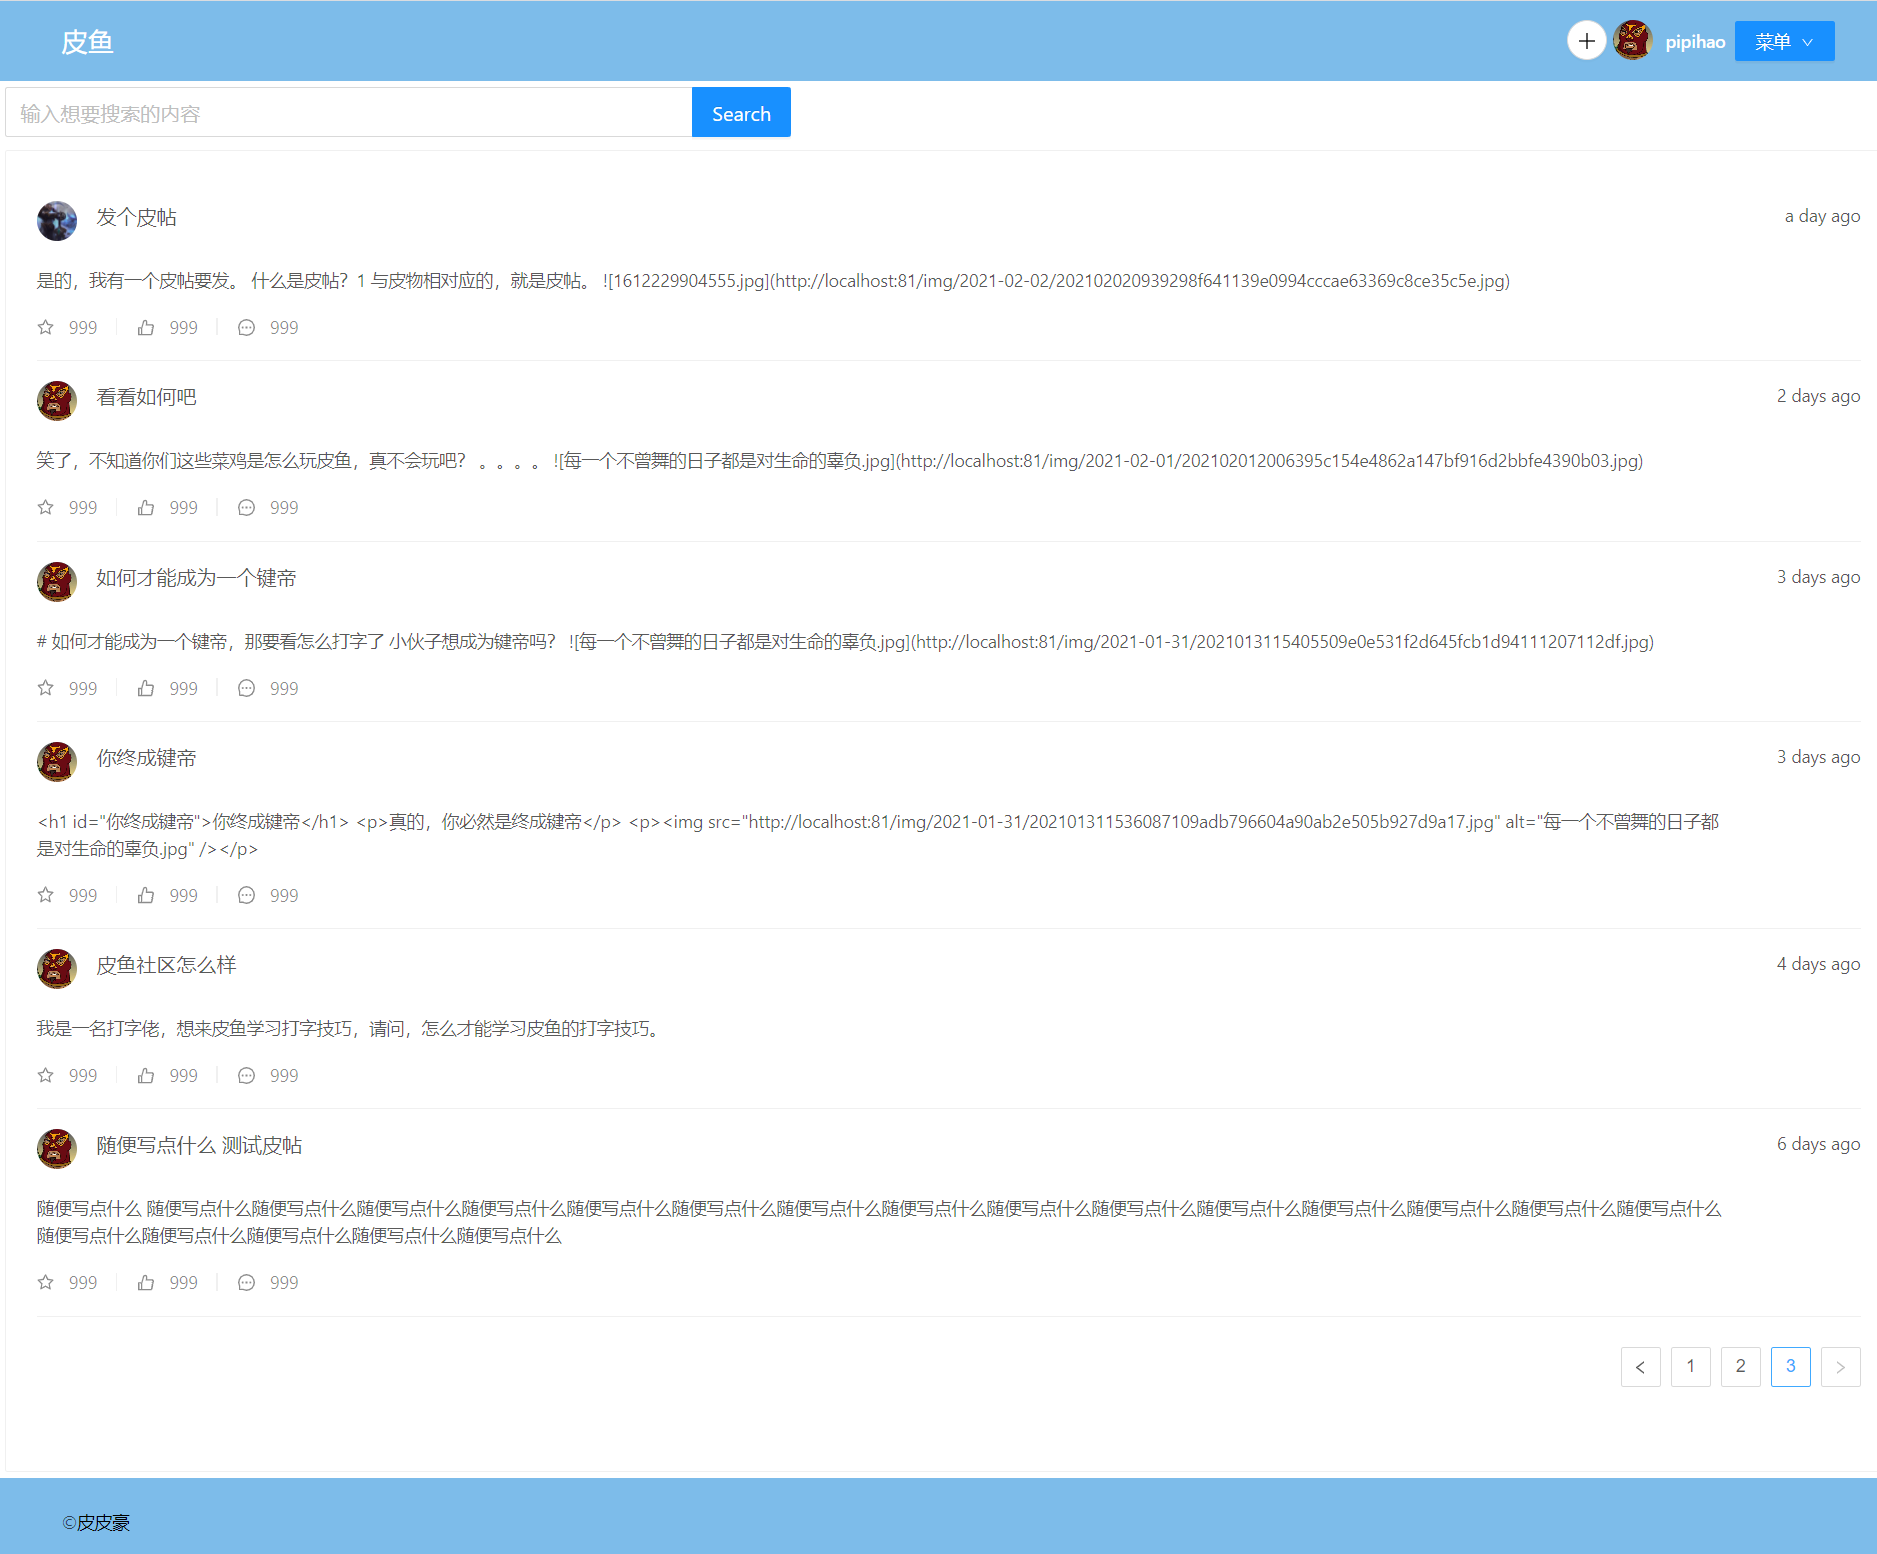 皮鱼
pipihao
菜单
输入想要搜索的内容
Search
发个皮帖
a day ago
是的，我有一个皮帖要发。 什么是皮帖？1 与皮物相对应的，就是皮帖。 ![1612229904555.jpg](http://localhost:81/img/2021-02-02/202102020939298f641139e0994cccae63369c8ce35c5e.jpg)
999 999 999
看看如何吧
2 days ago
笑了，不知道你们这些菜鸡是怎么玩皮鱼，真不会玩吧？ 。。。。 ![每一个不曾舞的日子都是对生命的辜负.jpg](http://localhost:81/img/2021-02-01/202102012006395c154e4862a147bf916d2bbfe4390b03.jpg)
999 999 999
如何才能成为一个键帝
3 days ago
# 如何才能成为一个键帝，那要看怎么打字了 小伙子想成为键帝吗？ ![每一个不曾舞的日子都是对生命的辜负.jpg](http://localhost:81/img/2021-01-31/2021013115405509e0e531f2d645fcb1d94111207112df.jpg)
999 999 999
你终成键帝
3 days ago
<h1 id="你终成键帝">你终成键帝</h1> <p>真的，你必然是终成键帝</p> <p><img src="http://localhost:81/img/2021-01-31/202101311536087109adb796604a90ab2e505b927d9a17.jpg" alt="每一个不曾舞的日子都
是对生命的辜负.jpg" /></p>
999 999 999
皮鱼社区怎么样
4 days ago
我是一名打字佬，想来皮鱼学习打字技巧，请问，怎么才能学习皮鱼的打字技巧。
999 999 999
随便写点什么 测试皮帖
6 days ago
随便写点什么 随便写点什么随便写点什么随便写点什么随便写点什么随便写点什么随便写点什么随便写点什么随便写点什么随便写点什么随便写点什么随便写点什么随便写点什么随便写点什么随便写点什么随便写点什么
随便写点什么随便写点什么随便写点什么随便写点什么随便写点什么
999 999 999
< 1 2 3 >
©皮皮豪